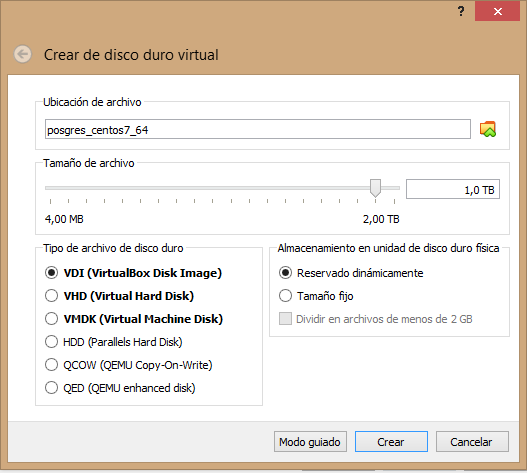 ?
Crear de disco duro virtual
Ubicación de archivo
posgres_centos7_64
Tamaño de archivo
1,0 TB
4,00 MB 2,00 TB
Tipo de archivo de disco duro
VDI (VirtualBox Disk Image)
VHD (Virtual Hard Disk)
VMDK (Virtual Machine Disk)
HDD (Parallels Hard Disk)
QCOW (QEMU Copy-On-Write)
QED (QEMU enhanced disk)
Almacenamiento en unidad de disco duro física
Reservado dinámicamente
Tamaño fijo
Dividir en archivos de menos de 2 GB
Modo guiado Crear Cancelar